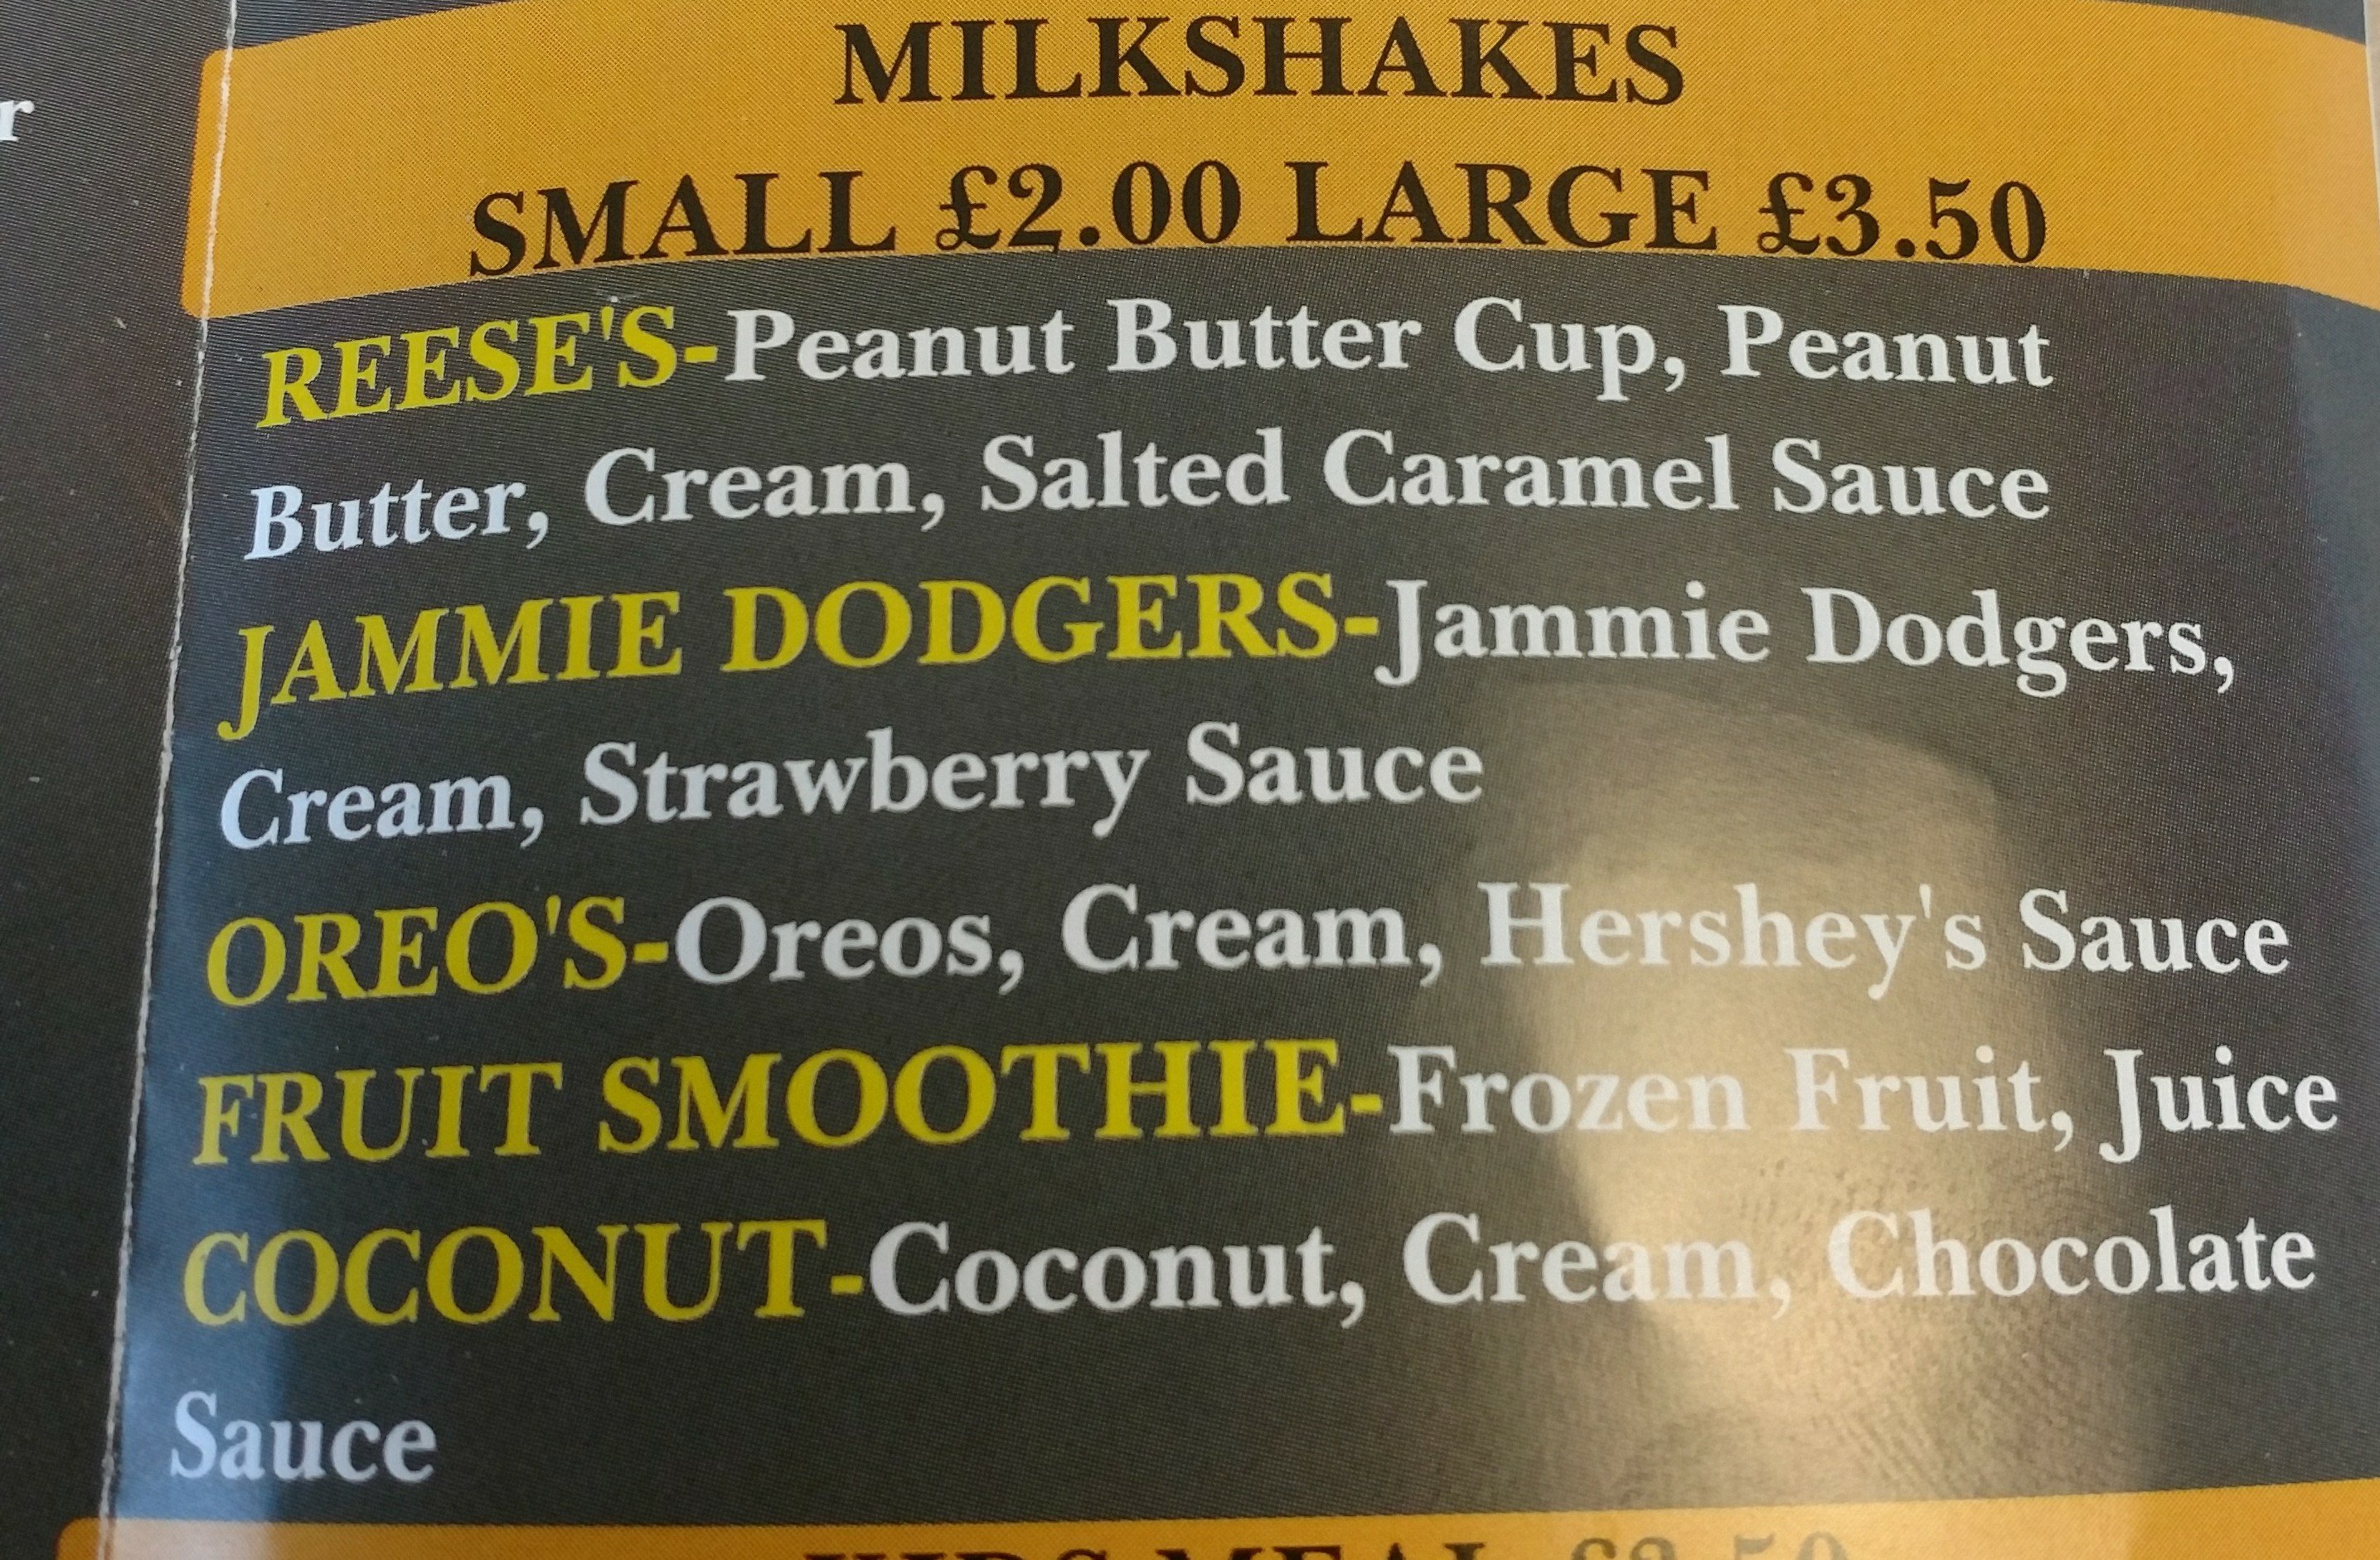 r
MILKSHAKES
SMALL £2.00 LARGE £3.50
REESE'S-Peanut Butter Cup, Peanut
Butter, Cream, Salted Caramel Sauce
JAMMIE DODGERS-Jammie Dodgers,
Cream, Strawberry Sauce
OREO'S-Oreos, Cream, Hershey's Sauce
FRUIT SMOOTHIE-Frozen Fruit, Juice
COCONUT-Coconut, Cream, Chocolate
Sauce
KIDS MEAL